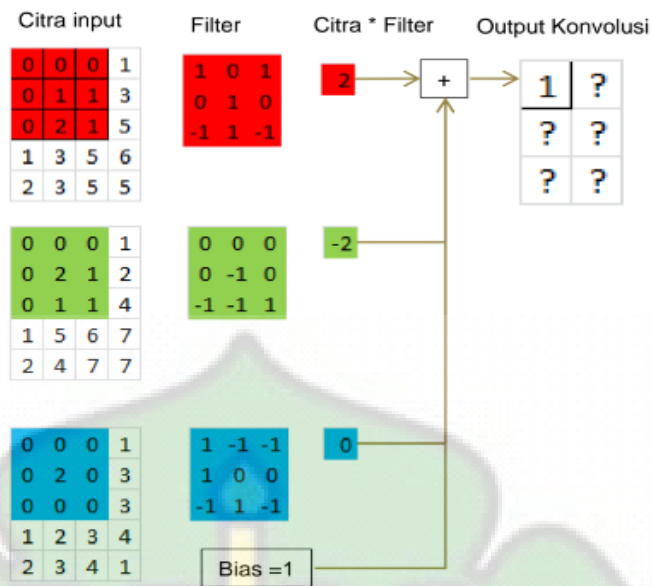 Citra input Filter Citra * Filter Output Konvolusi
0 0 0 1 1 0 1 2 + 1 ?
0 1 1 3 0 1 0 ? ?
0 2 1 5 -1 1 -1 ? ?
1 3 5 6
2 3 5 5
0 0 0 1 0 0 0 -2
0 2 1 2 0 -1 0
0 1 1 4 -1 -1 1
1 5 6 7
2 4 7 7
0 0 0 1 1 -1 -1 0
0 2 0 3 1 0 0
0 0 0 3 -1 1 -1
1 2 3 4
2 3 4 1 Bias =1